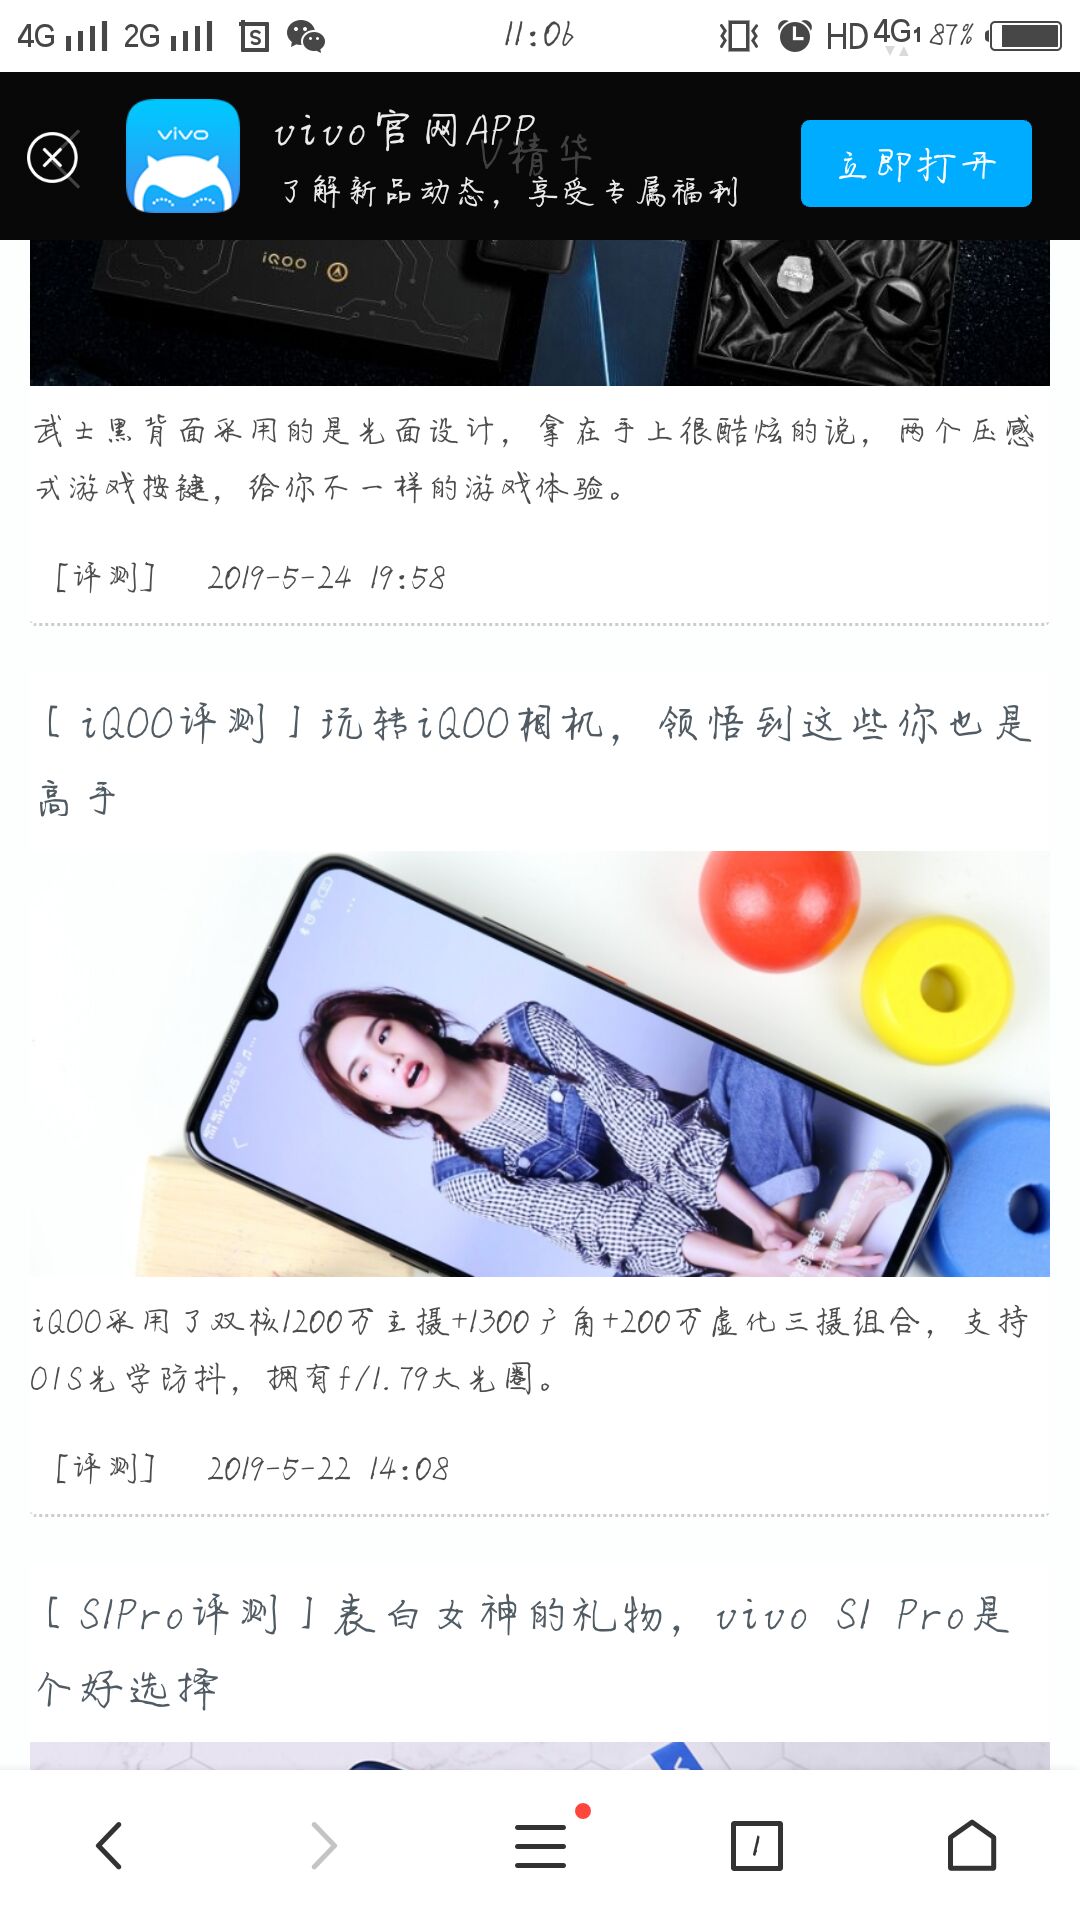 4G 2G S 11:06 HD 4G1 87%
vivo
vivo官网APP
V精华
了解新品动态，享受专属福利
立即打开
iQOO
武士黑背面采用的是光面设计，拿在手上很酷炫的说，两个压感
式游戏按键，给你不一样的游戏体验。
[评测] 2019-5-24 19:58
[iQOO评测]玩转iQOO相机，领悟到这些你也是
高手
20:25
iQOO采用了双核1200万主摄+1300广角+200万虚化三摄组合，支持
OIS光学防抖，拥有f/1.79大光圈。
[评测] 2019-5-22 14:08
[S1Pro评测]表白女神的礼物，vivo S1 Pro是
个好选择
1